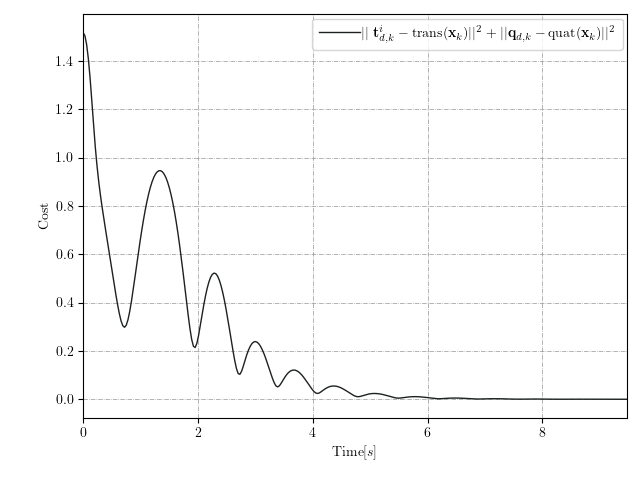 || t^i_{d,k} − trans(x_k)||^2 + ||q_{d,k} − quat(x_k)||^2
1.4
1.2
1.0
0.8
0.6
0.4
0.2
0.0
Cost
0 2 4 6 8
Time[s]